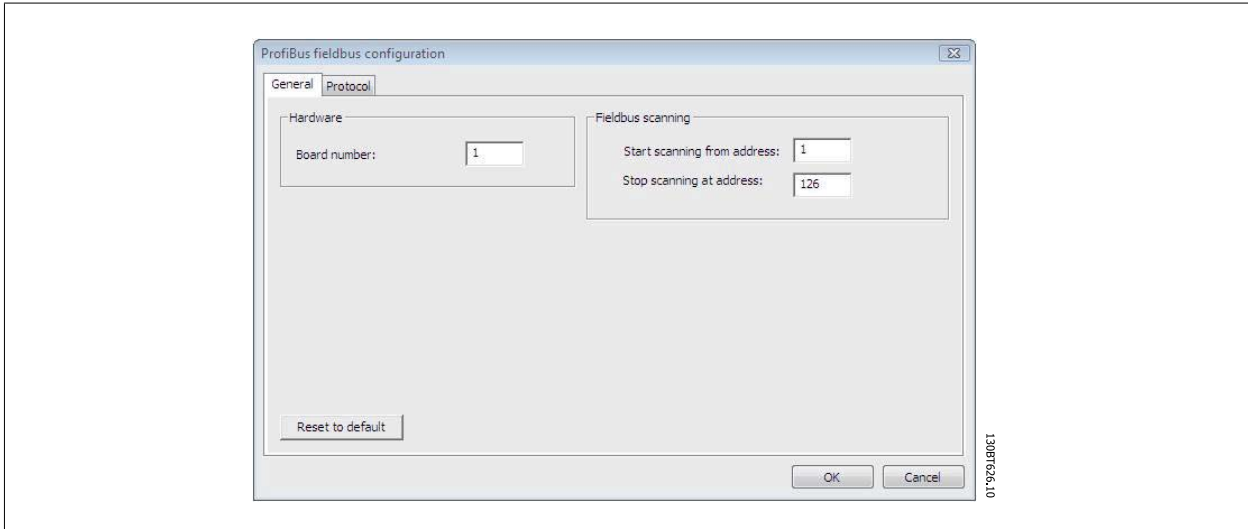 ProfiBus fieldbus configuration
General Protocol
Hardware
Board number: 1
Fieldbus scanning
Start scanning from address: 1
Stop scanning at address: 126
Reset to default
OK Cancel
130BT626.10